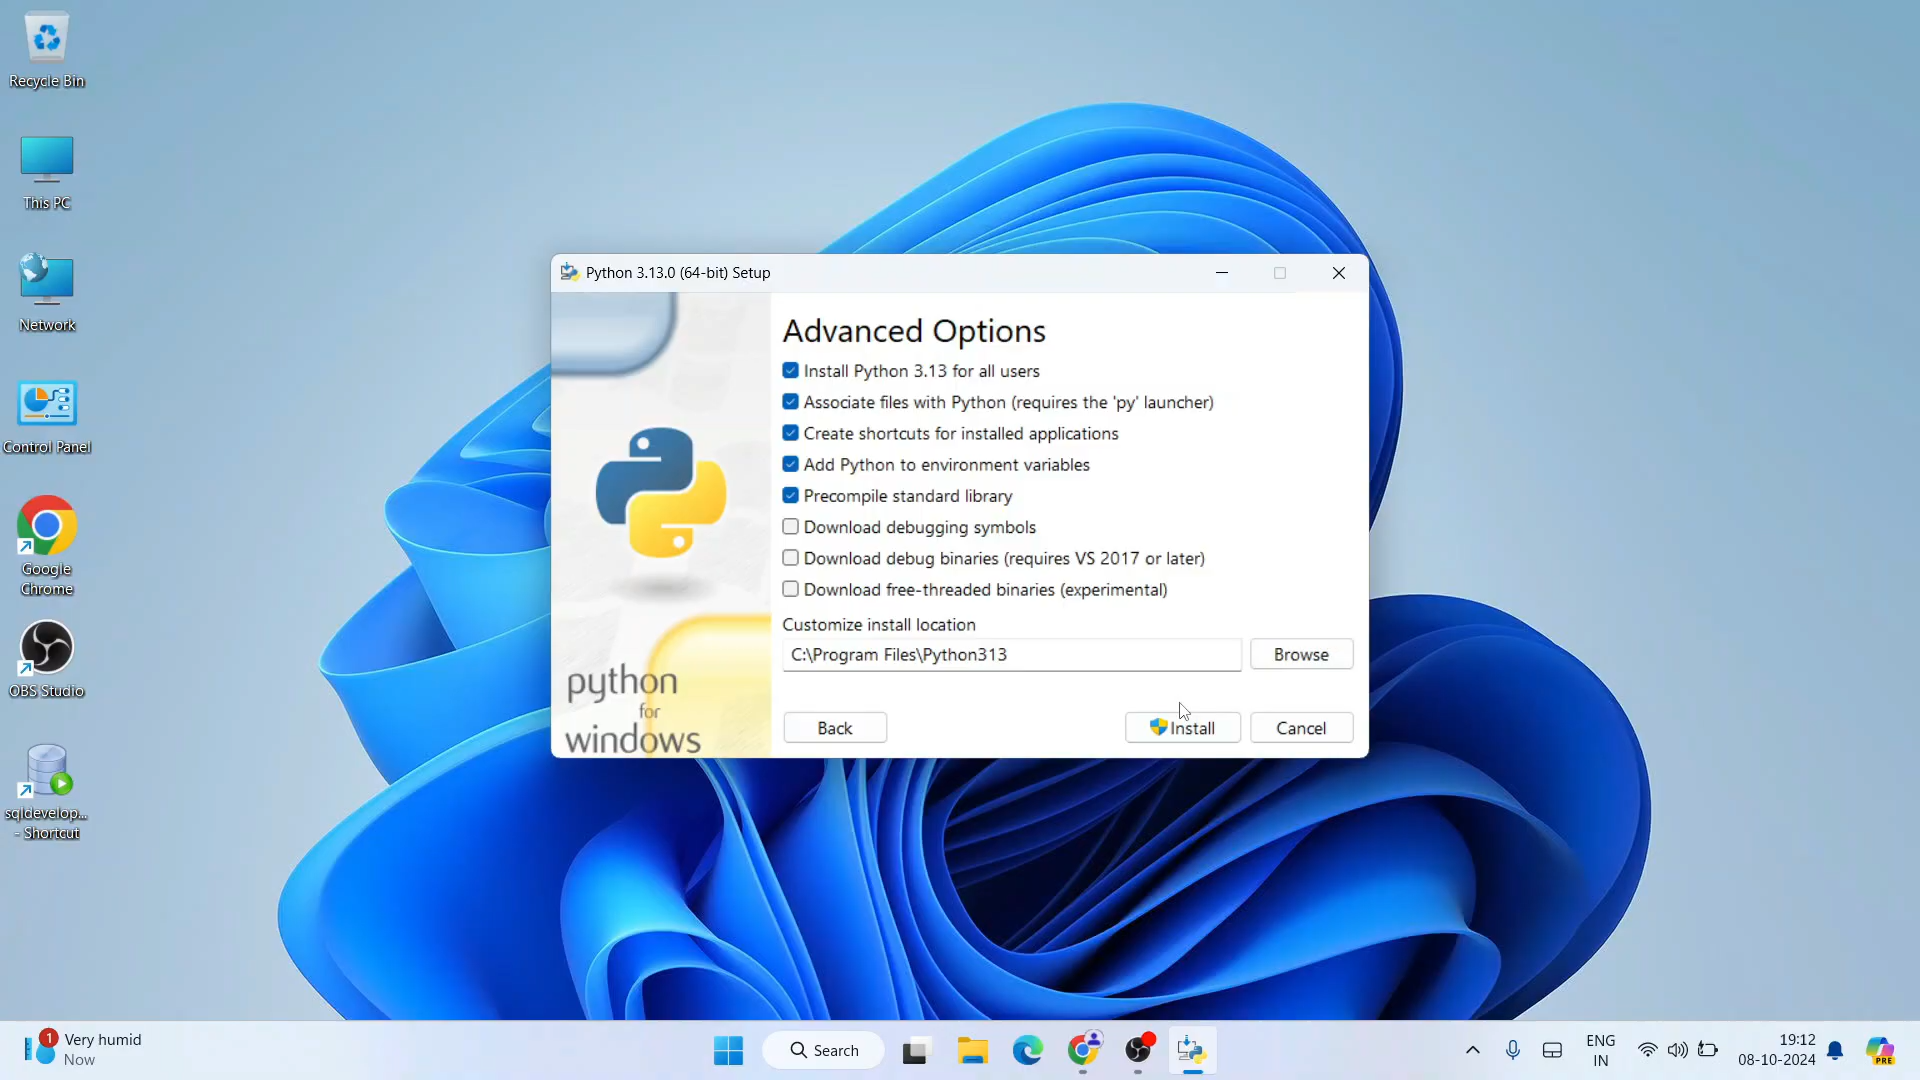 Recycle Bin
This PC
Network
Control Panel
Google
Chrome
OBS Studio
sqldevelop...
- Shortcut
Python 3.13.0 (64-bit) Setup
Advanced Options
Install Python 3.13 for all users
Associate files with Python (requires the 'py' launcher)
Create shortcuts for installed applications
Add Python to environment variables
Precompile standard library
Download debugging symbols
Download debug binaries (requires VS 2017 or later)
Download free-threaded binaries (experimental)
Customize install location
C:\Program Files\Python313
Browse
python
for
windows
Back
Install
Cancel
1
Very humid
Now
Search
ENG
IN
19:12
08-10-2024
PRE